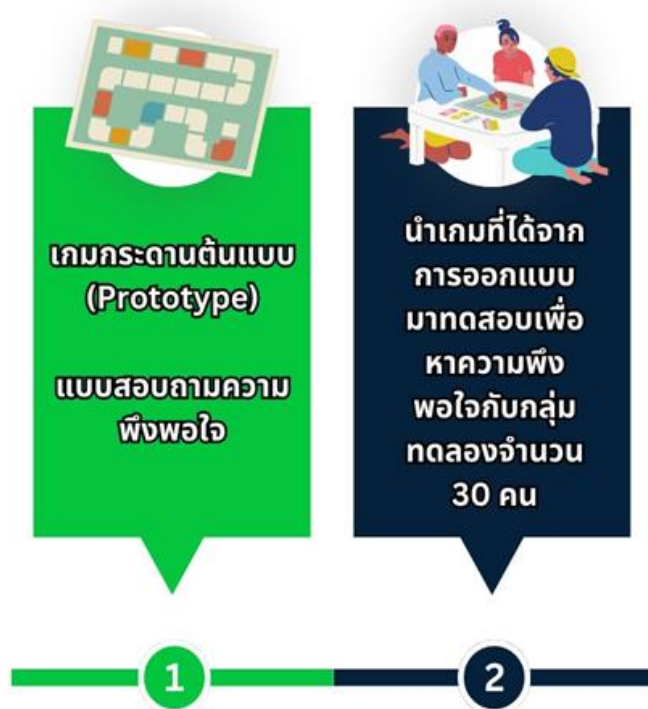 เกมกระดานต้นแบบ
(Prototype)
แบบสอบถามความ
พึงพอใจ
นำเกมที่ได้จาก
การออกแบบ
มาทดสอบเพื่อ
หาความพึง
พอใจกับกลุ่ม
ทดลองจำนวน
30 คน
1
2